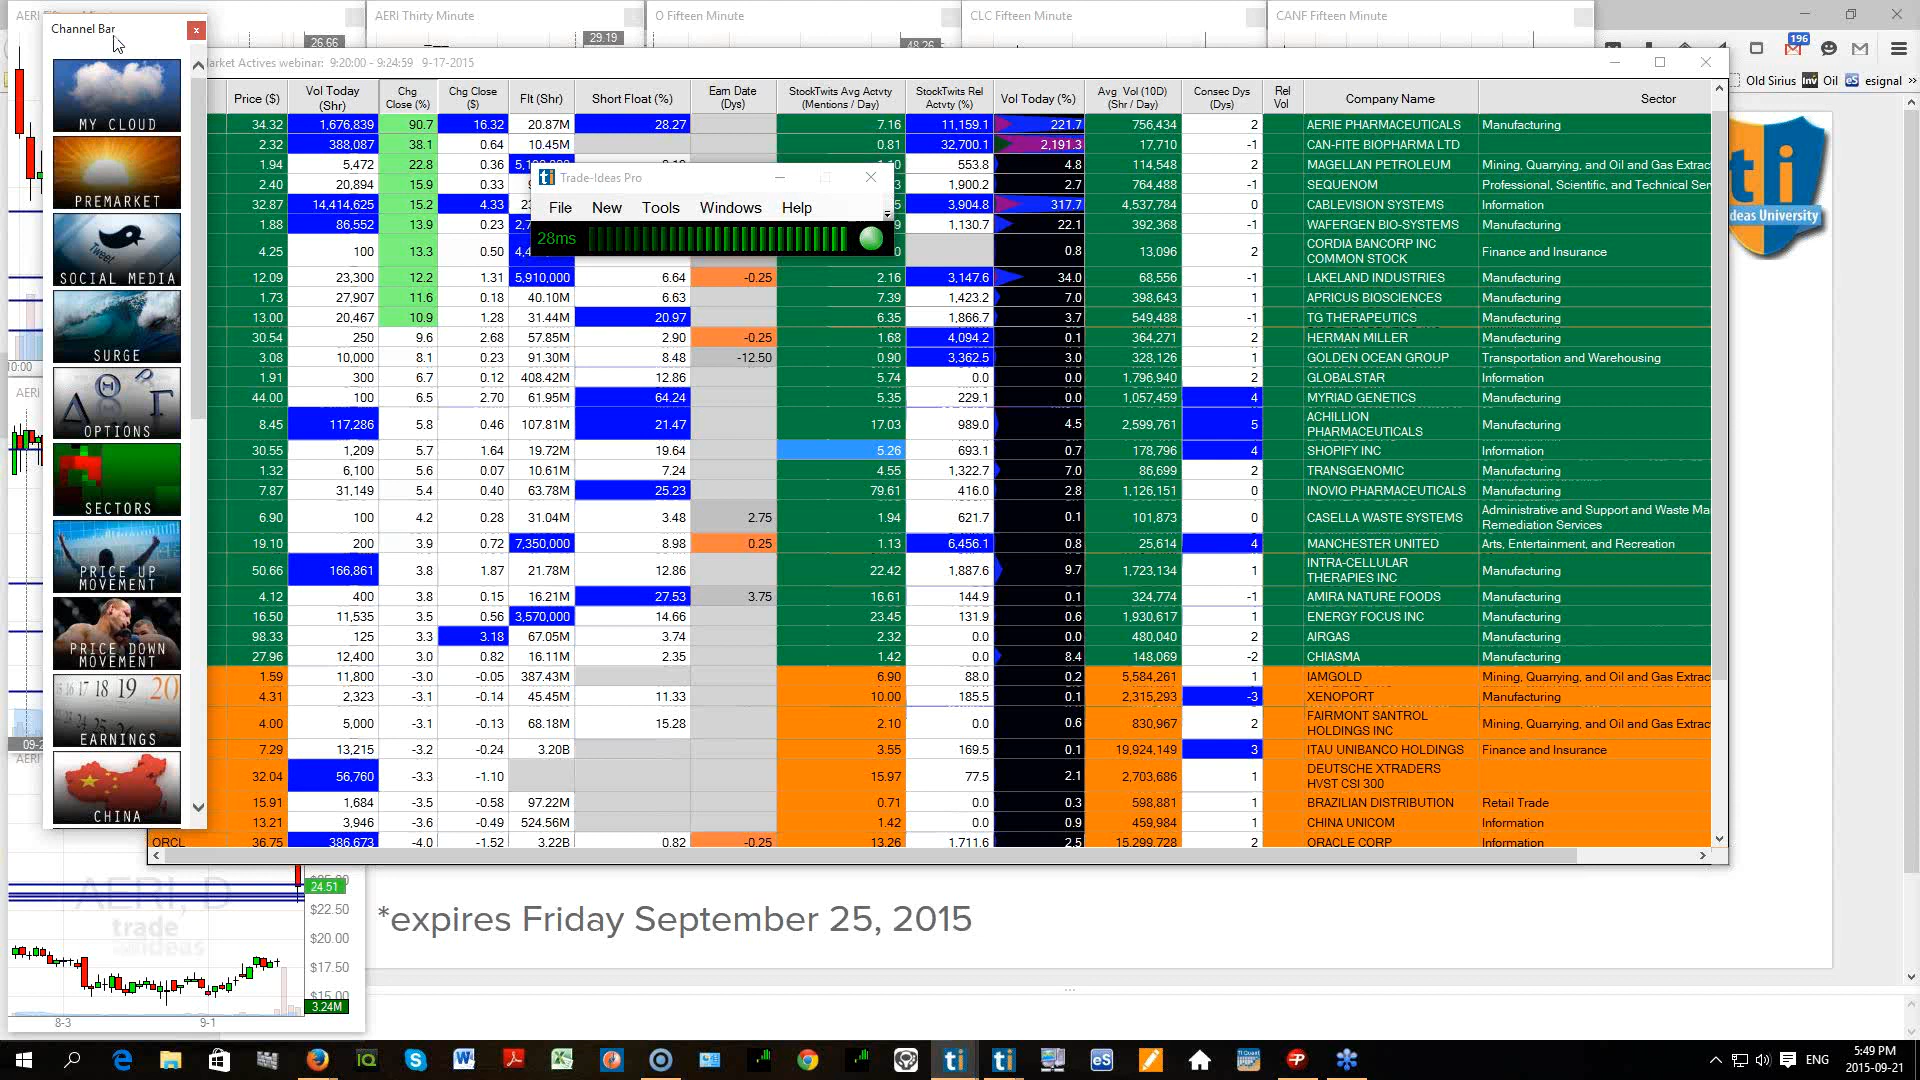 AERI Thirty Minute
O Fifteen Minute
CLC Fifteen Minute
CANF Fifteen Minute
Channel Bar
26.66
29.19
196
Old Sirius
Oil
esignal
arket Actives webinar: 9:20:00 - 9:24:59 9-17-2015
MY CLOUD
PREMARKET
Tweet
SOCIAL MEDIA
SURGE
OPTIONS
SECTORS
PRICE UP MOVEMENT
PRICE DOWN MOVEMENT
EARNINGS
CHINA
Price ($) Vol Today (Shr) Chg Close (%) Chg Close ($) Flt (Shr) Short Float (%) Earn Date (Dys) StockTwits Avg Actvty (Mentions / Day) StockTwits Rel Actvty (%) Vol Today (%) Avg Vol (10D) (Shr / Day) Consec Dys (Dys) Rel Vol Company Name Sector
34.32 1,676,839 90.7 16.32 20.87M 28.27 7.16 11,159.1 221.7 756,434 2 AERIE PHARMACEUTICALS Manufacturing
2.32 388,087 38.1 0.64 10.45M 0.81 32,700.1 2,191.3 17,710 -1 CAN-FITE BIOPHARMA LTD
1.94 5,472 22.8 0.36 553.8 4.8 114,548 2 MAGELLAN PETROLEUM Mining, Quarrying, and Oil and Gas Extrac
2.40 20,894 15.9 0.33 1,900.2 2.7 764,488 -1 SEQUENOM Professional, Scientific, and Technical Ser
32.87 14,414,625 15.2 4.33 3,904.8 317.7 4,537,784 0 CABLEVISION SYSTEMS Information
1.88 86,552 13.9 0.23 1,130.7 22.1 392,368 -1 WAFERGEN BIO-SYSTEMS Manufacturing
4.25 100 13.3 0.50 0.8 13,096 2 CORDIA BANCORP INC COMMON STOCK Finance and Insurance
12.09 23,300 12.2 1.31 5,910,000 6.64 -0.25 2.16 3,147.6 34.0 68,556 -1 LAKELAND INDUSTRIES Manufacturing
1.73 27,907 11.6 0.18 40.10M 6.63 7.39 1,423.2 7.0 398,643 1 APRICUS BIOSCIENCES Manufacturing
13.00 20,467 10.9 1.28 31.44M 20.97 6.35 1,866.7 3.7 549,488 -1 TG THERAPEUTICS Manufacturing
30.54 250 9.6 2.68 57.85M 2.90 -0.25 1.68 4,094.2 0.1 364,271 2 HERMAN MILLER Manufacturing
3.08 10,000 8.1 0.23 91.30M 8.48 -12.50 0.90 3,362.5 3.0 328,126 1 GOLDEN OCEAN GROUP Transportation and Warehousing
1.91 300 6.7 0.12 408.42M 12.86 5.74 0.0 0.0 1,796,940 2 GLOBALSTAR Information
44.00 100 6.5 2.70 61.95M 64.24 5.35 229.1 0.0 1,057,459 4 MYRIAD GENETICS Manufacturing
8.45 117,286 5.8 0.46 107.81M 21.47 17.03 989.0 4.5 2,599,761 5 ACHILLION PHARMACEUTICALS Manufacturing
30.55 1,209 5.7 1.64 19.72M 19.64 5.26 693.1 0.7 178,796 4 SHOPIFY INC Information
1.32 6,100 5.6 0.07 10.61M 7.24 4.55 1,322.7 7.0 86,699 2 TRANSGENOMIC Manufacturing
7.87 31,149 5.4 0.40 63.78M 25.23 79.61 416.0 2.8 1,126,151 0 INOVIO PHARMACEUTICALS Manufacturing
6.90 100 4.2 0.28 31.04M 3.48 2.75 1.94 621.7 0.1 101,873 0 CASELLA WASTE SYSTEMS Administrative and Support and Waste Ma Remediation Services
19.10 200 3.9 0.72 7,350,000 8.98 0.25 1.13 6,456.1 0.8 25,614 4 MANCHESTER UNITED Arts, Entertainment, and Recreation
50.66 166,861 3.8 1.87 21.78M 12.86 22.42 1,887.6 9.7 1,723,134 1 INTRA-CELLULAR THERAPIES INC Manufacturing
4.12 400 3.8 0.15 16.21M 27.53 3.75 16.61 144.9 0.1 324,774 -1 AMIRA NATURE FOODS Manufacturing
16.50 11,535 3.5 0.56 3,570,000 14.66 23.45 131.9 0.6 1,930,617 1 ENERGY FOCUS INC Manufacturing
98.33 125 3.3 3.18 67.05M 3.74 2.32 0.0 0.0 480,040 2 AIRGAS Manufacturing
27.96 12,400 3.0 0.82 16.11M 2.35 1.42 0.0 8.4 148,069 -2 CHIASMA Manufacturing
1.59 11,800 -3.0 -0.05 387.43M 6.90 88.0 0.2 5,584,261 1 IAMGOLD Mining, Quarrying, and Oil and Gas Extrac
4.31 2,323 -3.1 -0.14 45.45M 11.33 10.00 185.5 0.1 2,315,293 -3 XENOPORT Manufacturing
4.00 5,000 -3.1 -0.13 68.18M 15.28 2.10 0.0 0.6 830,967 2 FAIRMONT SANTROL HOLDINGS INC Mining, Quarrying, and Oil and Gas Extrac
7.29 13,215 -3.2 -0.24 3.20B 3.55 169.5 0.1 19,924,149 3 ITAU UNIBANCO HOLDINGS Finance and Insurance
32.04 56,760 -3.3 -1.10 15.97 77.5 2.1 2,703,686 1 DEUTSCHE XTRADERS HVST CSI 300
15.91 1,684 -3.5 -0.58 97.22M 0.71 0.0 0.3 598,881 1 BRAZILIAN DISTRIBUTION Retail Trade
13.21 3,946 -3.6 -0.49 524.56M 1.42 0.0 0.9 459,984 1 CHINA UNICOM Information
ORCL 36.75 386,673 -4.0 -1.52 3.22B 0.82 -0.25 13.26 1,711.6 2.5 15,299,728 2 ORACLE CORP Information
ti Trade-Ideas Pro
File New Tools Windows Help
28ms
ti
deas University
10:00
AERI
AERI
AERI, D
trade
ideas
24.51
$22.50
$20.00
$17.50
$15.00
3.24M
8-3
9-1
*expires Friday September 25, 2015
ENG
5:49 PM
2015-09-21